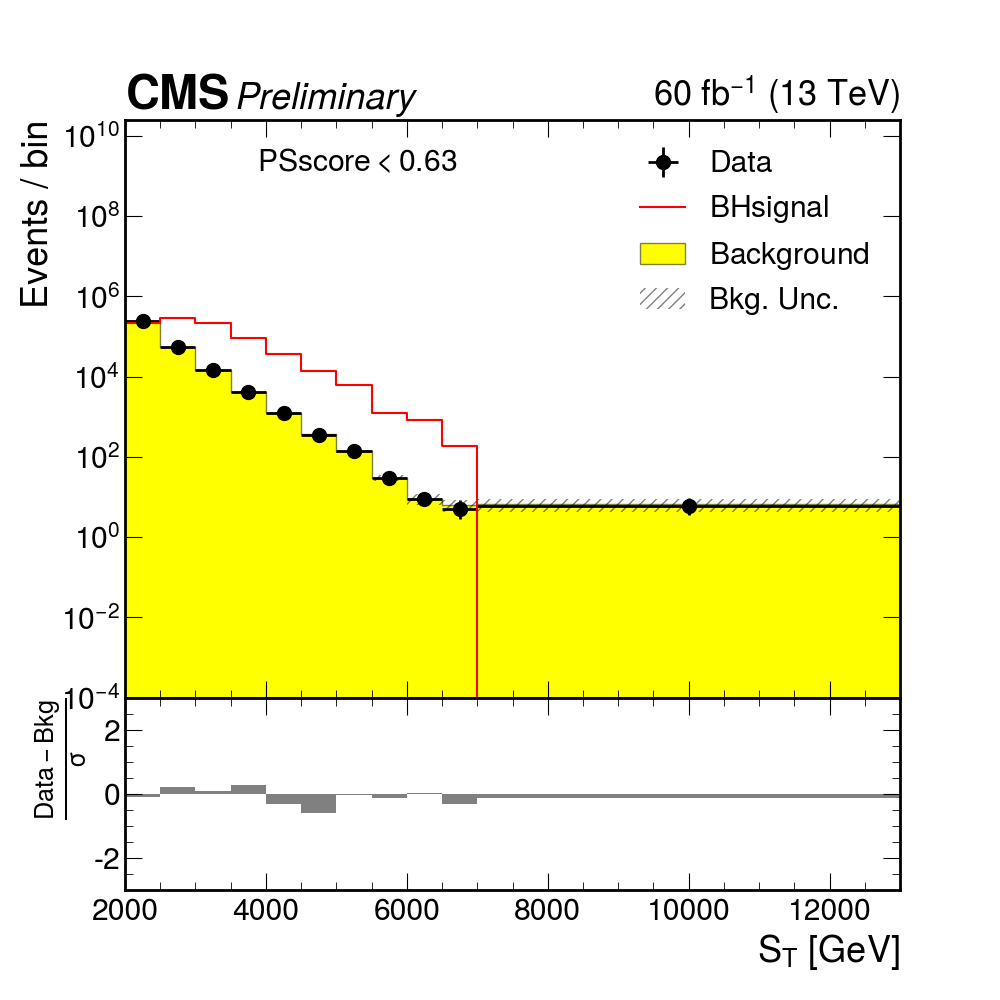 CMS Preliminary 60 fb⁻¹ (13 TeV)
Events / bin
PSscore < 0.63
Data
BHsignal
Background
Bkg. Unc.
10¹⁰
10⁸
10⁶
10⁴
10²
10⁰
10⁻²
10⁻⁴
Data – Bkg
σ
2
0
-2
2000 4000 6000 8000 10000 12000
S_T [GeV]